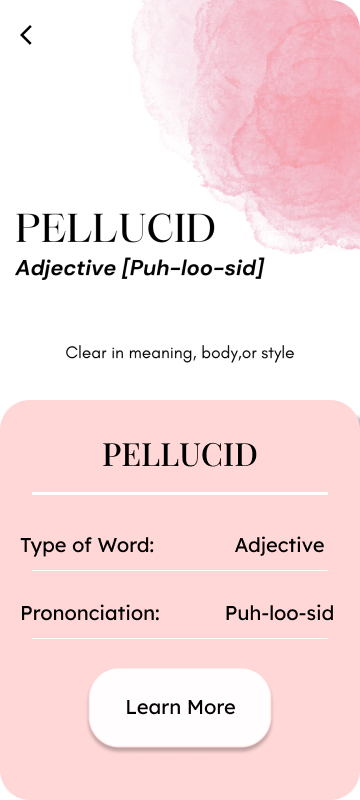 PELLUCID
Adjective [Puh-loo-sid]
Clear in meaning, body,or style
PELLUCID
Type of Word: Adjective
Prononciation: Puh-loo-sid
Learn More